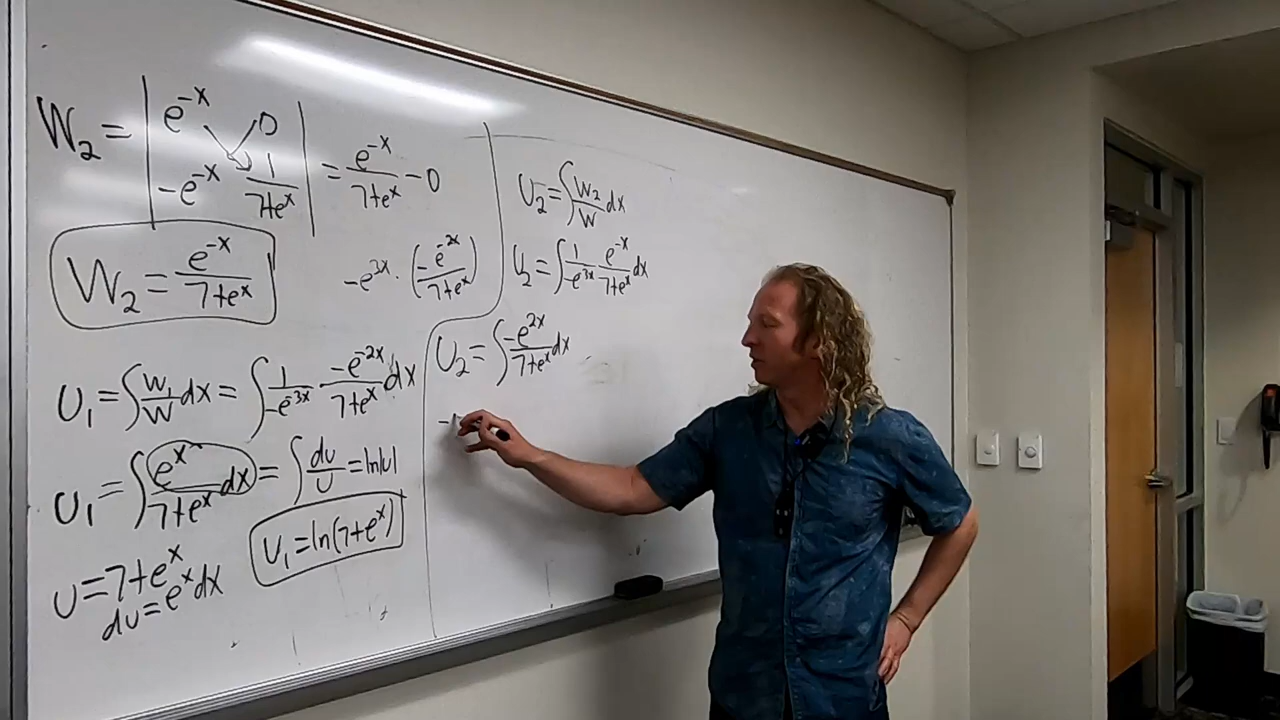 W₂ = | e^-x 0 |
| -e^-x 1/(7+e^x) | = e^-x/(7+e^x) - 0
W₂ = e^-x/(7+e^x)
-e^3x · (-e^-2x/(7+e^x))
U₁ = ∫ W₁/W dx = ∫ 1/(-e^-3x) · -e^-2x/(7+e^x) dx
U₁ = ∫ e^x/(7+e^x) dx = ∫ du/u = ln|u|
U₁ = ln(7+e^x)
u = 7+e^x
du = e^x dx
U₂ = ∫ W₂/W dx
U₂ = ∫ 1/(-e^-3x) · e^-x/(7+e^x) dx
U₂ = ∫ -e^2x/(7+e^x) dx
-